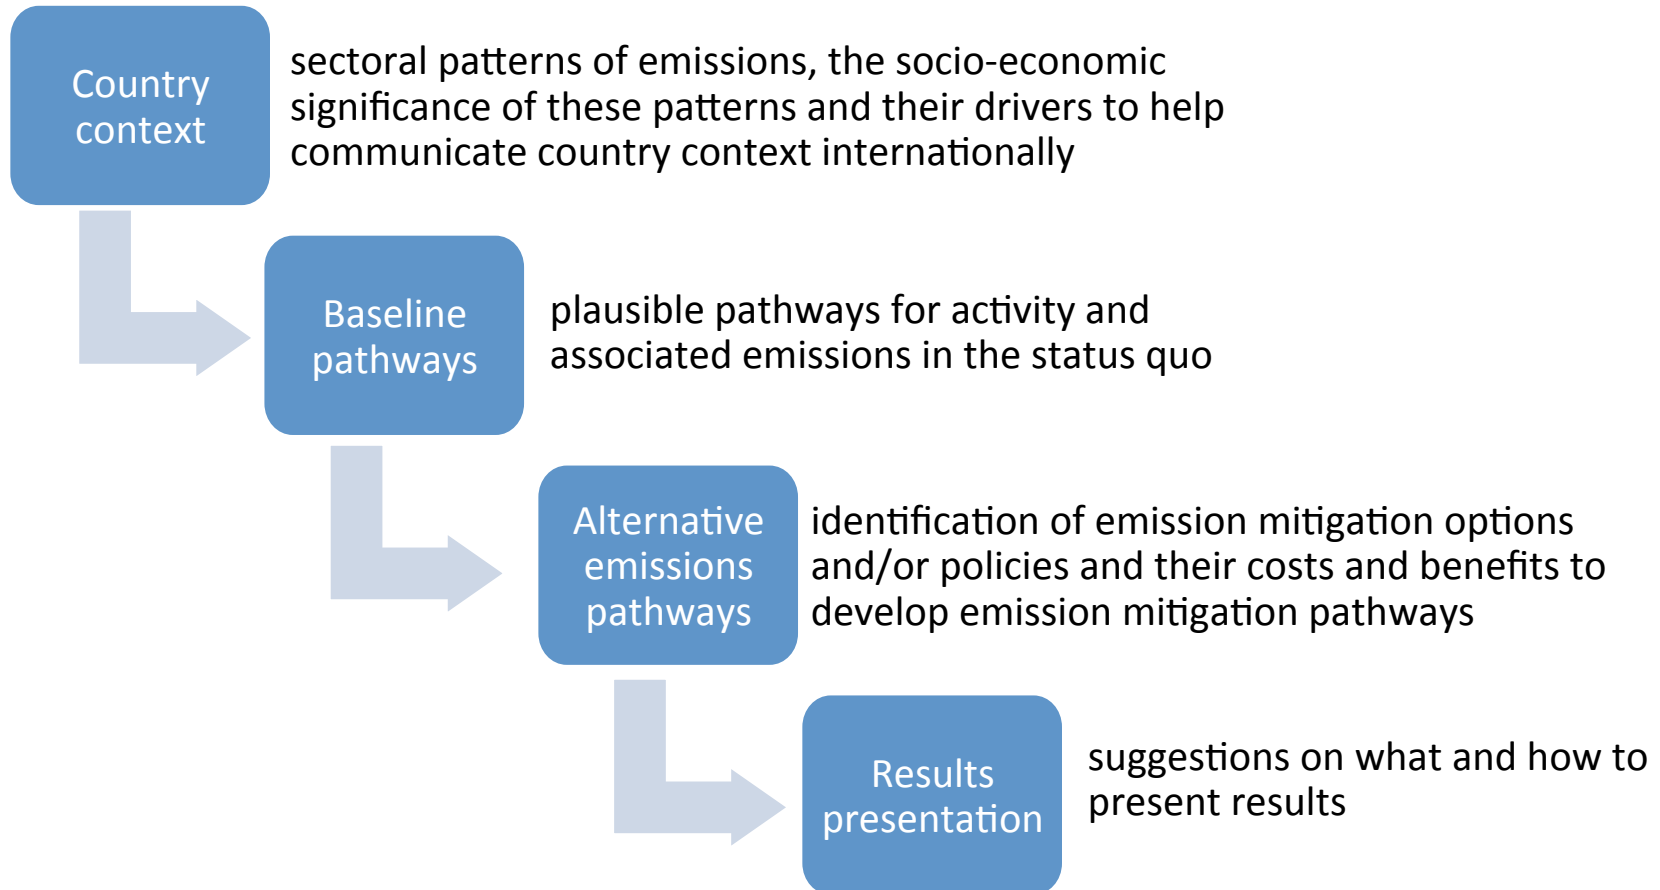 Country
context
sectoral patterns of emissions, the socio-economic
significance of these patterns and their drivers to help
communicate country context internationally
Baseline
pathways
plausible pathways for activity and
associated emissions in the status quo
Alternative
emissions
pathways
identification of emission mitigation options
and/or policies and their costs and benefits to
develop emission mitigation pathways
Results
presentation
suggestions on what and how to
present results